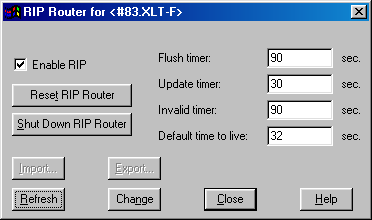 RIP Router for <#83.XLT-F>
Enable RIP
Reset RIP Router
Shut Down RIP Router
Flush timer: 90 sec.
Update timer: 30 sec.
Invalid timer: 90 sec.
Default time to live: 32 sec.
Import... Export...
Refresh Change Close Help